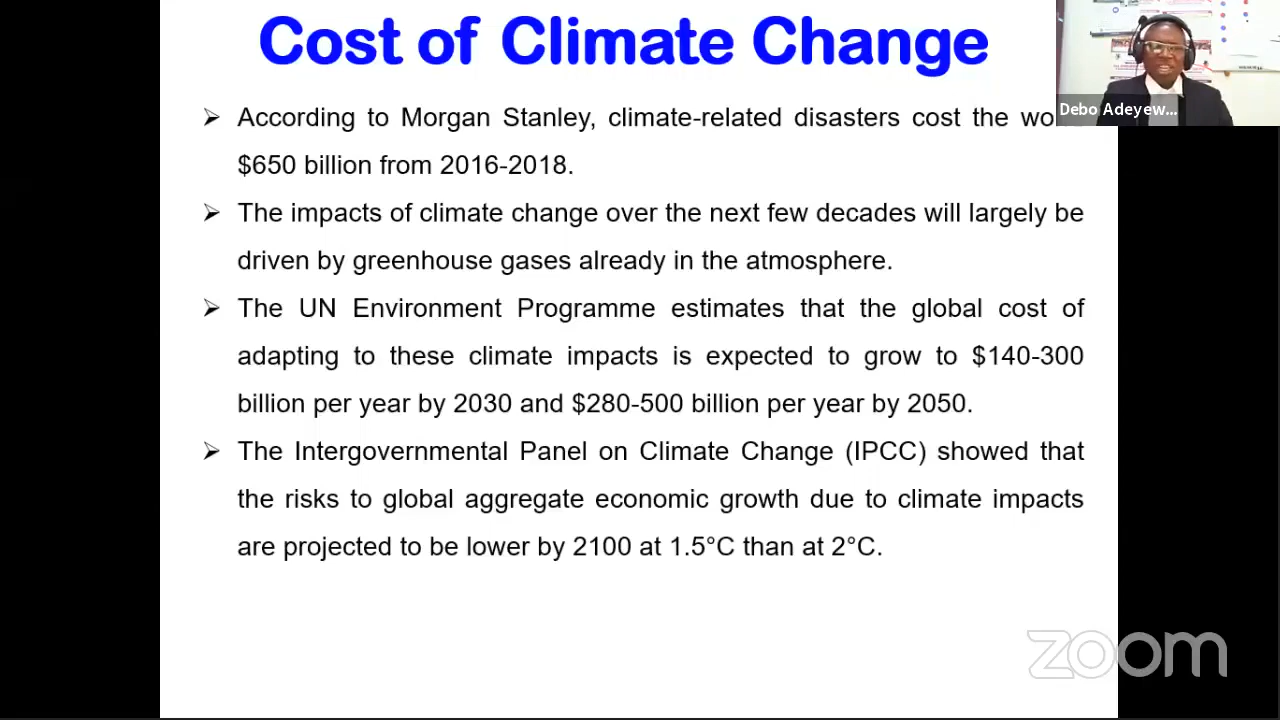 Cost of Climate Change
➢ According to Morgan Stanley, climate-related disasters cost the
$650 billion from 2016-2018.
➢ The impacts of climate change over the next few decades will largely be
driven by greenhouse gases already in the atmosphere.
➢ The UN Environment Programme estimates that the global cost of
adapting to these climate impacts is expected to grow to $140-300
billion per year by 2030 and $280-500 billion per year by 2050.
➢ The Intergovernmental Panel on Climate Change (IPCC) showed that
the risks to global aggregate economic growth due to climate impacts
are projected to be lower by 2100 at 1.5°C than at 2°C.
Debo Adeyew...
zoom